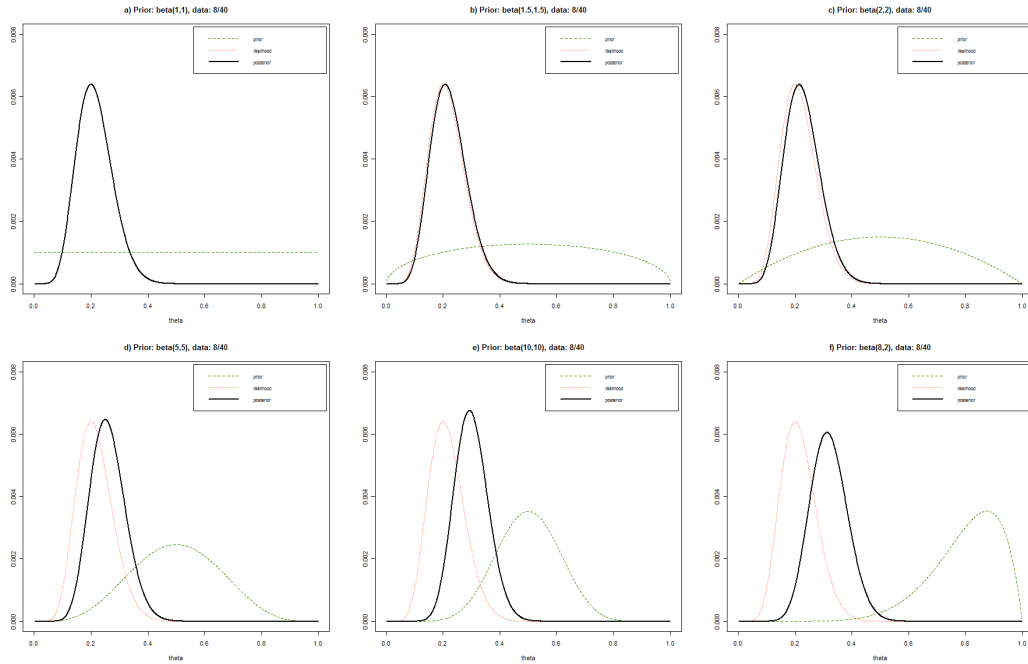 a) Prior: beta(1,1), data: 8/40
prior
likelihood
posterior
0.000
0.002
0.004
0.006
0.008
0.0
0.2
0.4
0.6
0.8
1.0
theta
b) Prior: beta(1.5,1.5), data: 8/40
prior
likelihood
posterior
0.000
0.002
0.004
0.006
0.008
0.0
0.2
0.4
0.6
0.8
1.0
theta
c) Prior: beta(2,2), data: 8/40
prior
likelihood
posterior
0.000
0.002
0.004
0.006
0.008
0.0
0.2
0.4
0.6
0.8
1.0
theta
d) Prior: beta(5,5), data: 8/40
prior
likelihood
posterior
0.000
0.002
0.004
0.006
0.008
0.0
0.2
0.4
0.6
0.8
1.0
theta
e) Prior: beta(10,10), data: 8/40
prior
likelihood
posterior
0.000
0.002
0.004
0.006
0.008
0.0
0.2
0.4
0.6
0.8
1.0
theta
f) Prior: beta(8,2), data: 8/40
prior
likelihood
posterior
0.000
0.002
0.004
0.006
0.008
0.0
0.2
0.4
0.6
0.8
1.0
theta